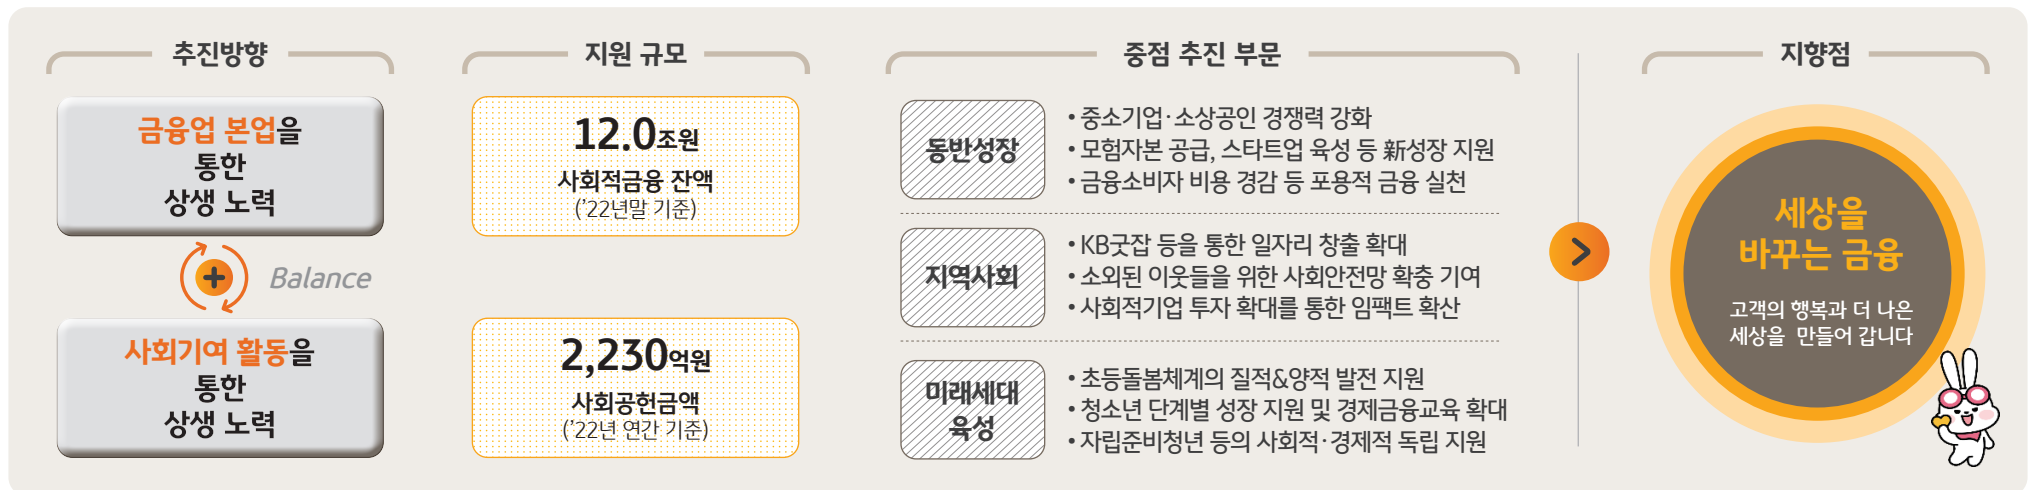 추진방향
금융업 본업을
통한
상생 노력
Balance
사회기여 활동을
통한
상생 노력
지원 규모
12.0조원
사회적금융 잔액
(’22년말 기준)
2,230억원
사회공헌금액
(’22년 연간 기준)
중점 추진 부문
동반성장
• 중소기업·소상공인 경쟁력 강화
• 모험자본 공급, 스타트업 육성 등 新성장 지원
• 금융소비자 비용 경감 등 포용적 금융 실천
지역사회
• KB굿잡 등을 통한 일자리 창출 확대
• 소외된 이웃들을 위한 사회안전망 확충 기여
• 사회적기업 투자 확대를 통한 임팩트 확산
미래세대
육성
• 초등돌봄체계의 질적&양적 발전 지원
• 청소년 단계별 성장 지원 및 경제금융교육 확대
• 자립준비청년 등의 사회적·경제적 독립 지원
지향점
세상을
바꾸는 금융
고객의 행복과 더 나은
세상을 만들어 갑니다